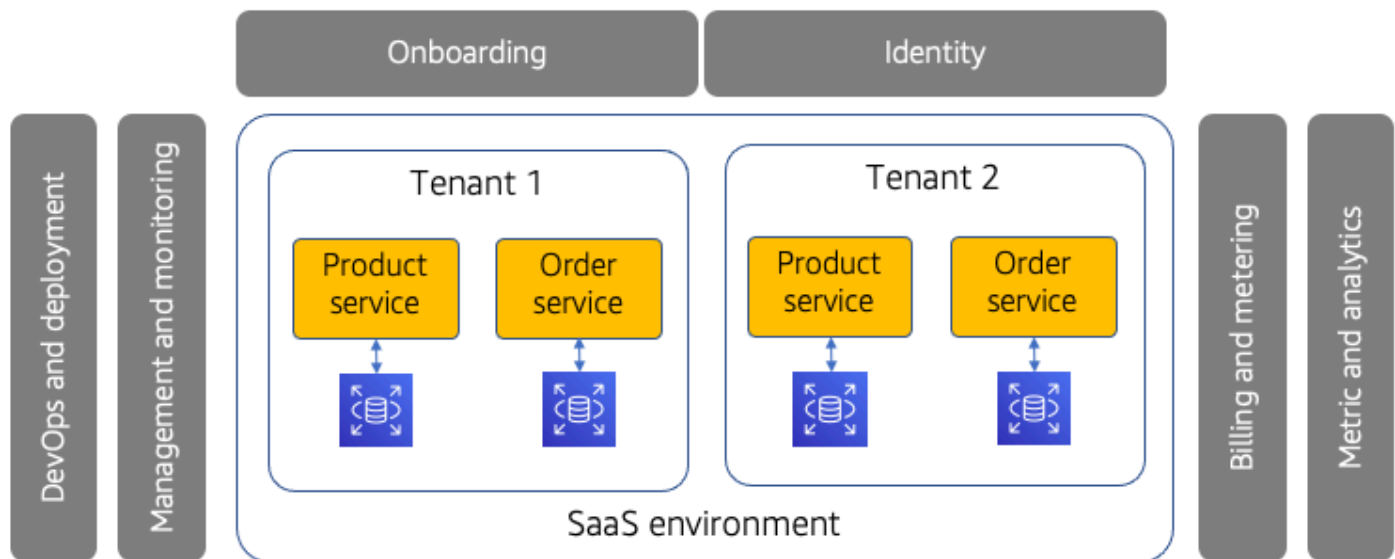 Onboarding
Identity
DevOps and deployment
Management and monitoring
Tenant 1
Product
service
Order
service
Tenant 2
Product
service
Order
service
SaaS environment
Billing and metering
Metric and analytics